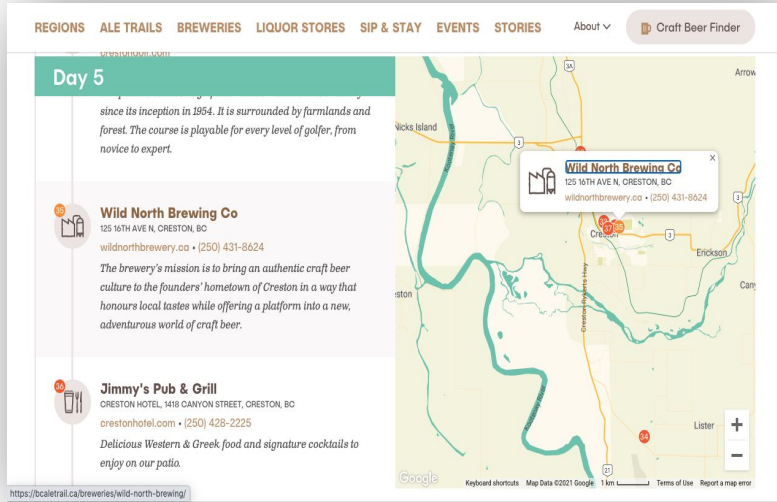 REGIONS ALE TRAILS BREWERIES LIQUOR STORES SIP & STAY EVENTS STORIES About Craft Beer Finder
Day 5
since its inception in 1954. It is surrounded by farmlands and
forest. The course is playable for every level of golfer, from
novice to expert.
35
Wild North Brewing Co
125 16TH AVE N, CRESTON, BC
wildnorthbrewery.ca • (250) 431-8624
The brewery's mission is to bring an authentic craft beer
culture to the founders' hometown of Creston in a way that
honours local tastes while offering a platform into a new,
adventurous world of craft beer.
36
Jimmy's Pub & Grill
CRESTON HOTEL, 1418 CANYON STREET, CRESTON, BC
crestonhotel.com • (250) 428-2225
Delicious Western & Greek food and signature cocktails to
enjoy on our patio.
https://bcaletrail.ca/breweries/wild-north-brewing/
3A
Arrow
Nicks Island
Kootenay River
3
x
Wild North Brewing Co
125 16TH AVE N, CRESTON, BC
wildnorthbrewery.ca • (250) 431-8624
3
37
35
Creston
3
Erickson
Cany
eston
Kootenay River
Lister
34
21
+
−
Google
Keyboard shortcuts Map Data ©2021 Google 1 km Terms of Use Report a map error